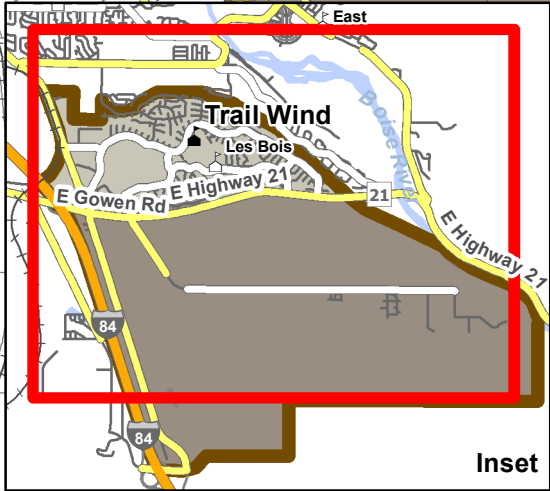 East
Trail Wind
Les Bois
Boise River
E Gowen Rd
E Highway 21
21
E Highway 21
84
84
Inset